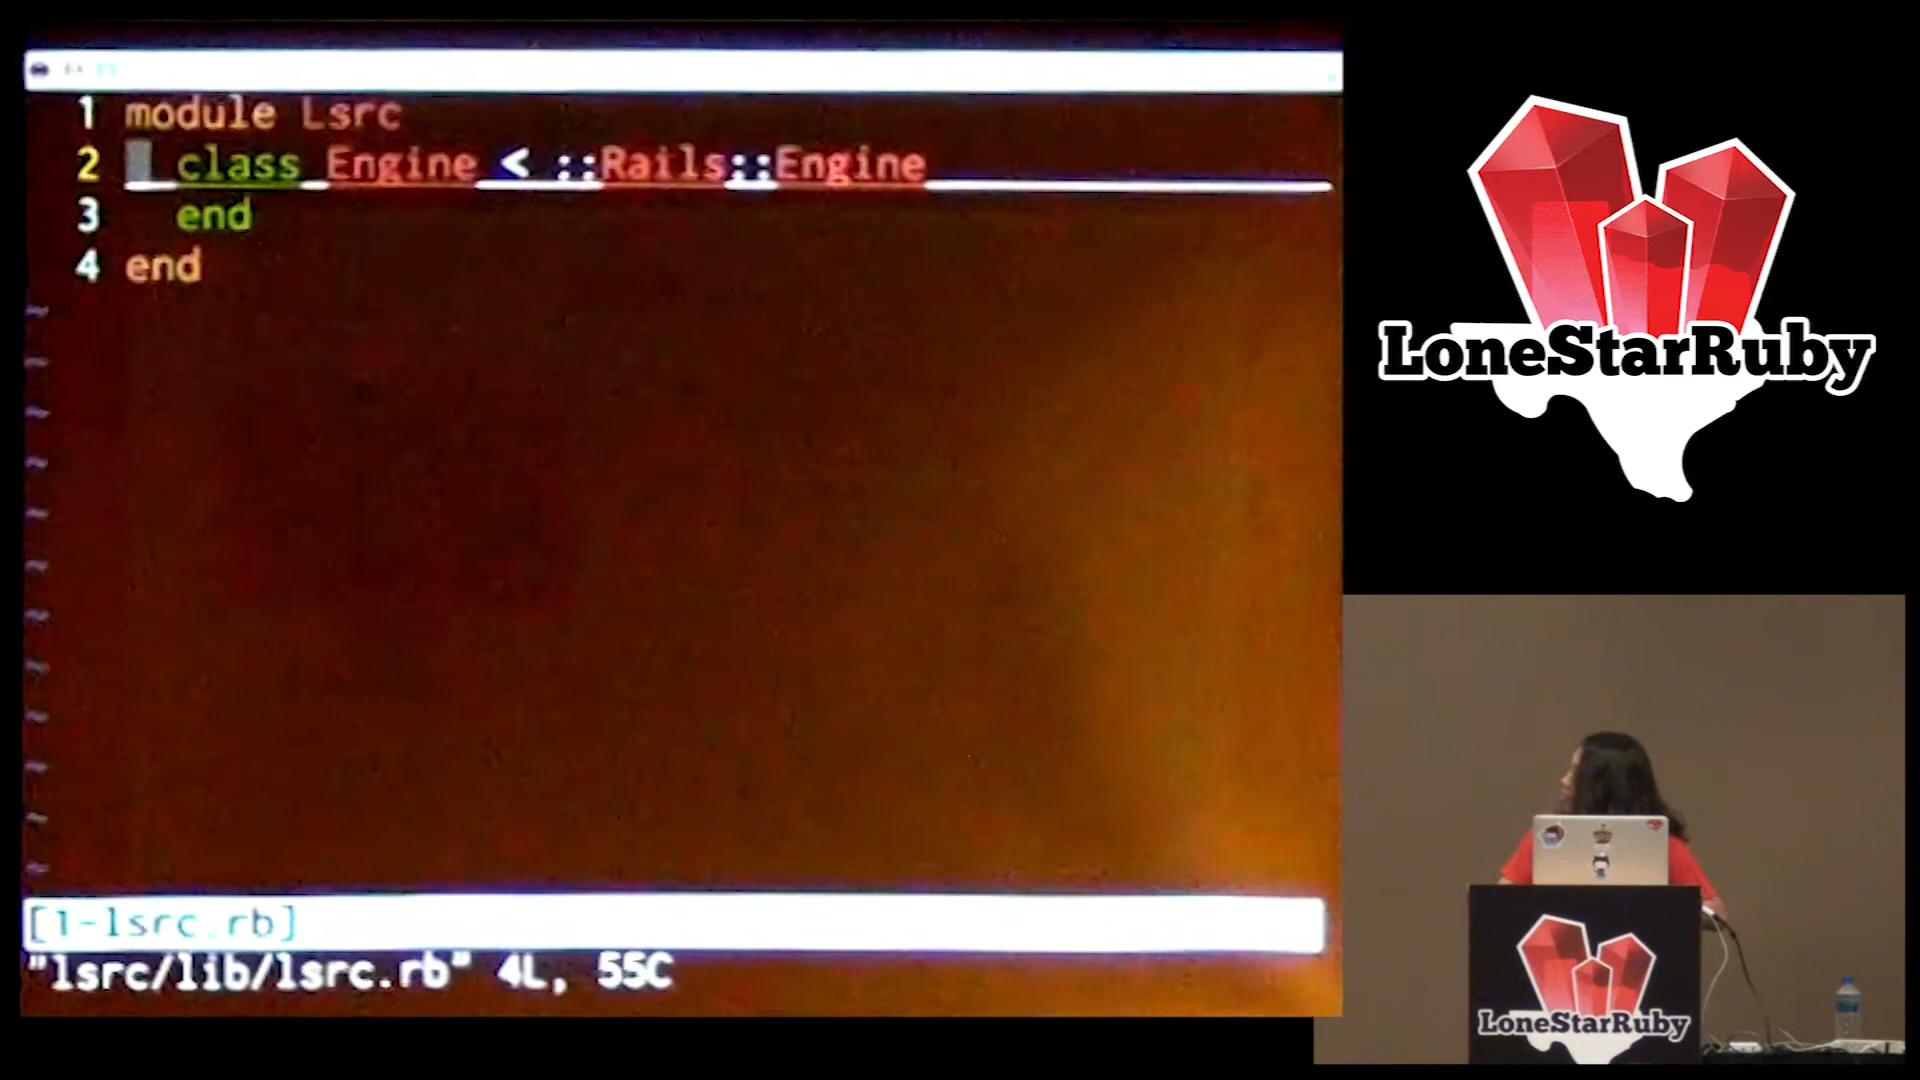 1 module Lsrc
2   class Engine < ::Rails::Engine
3   end
4 end
~
~
~
~
~
~
~
~
~
~
~
~
[1-lsrc.rb]
"lsrc/lib/lsrc.rb" 4L, 55C
LoneStarRuby
LoneStarRuby